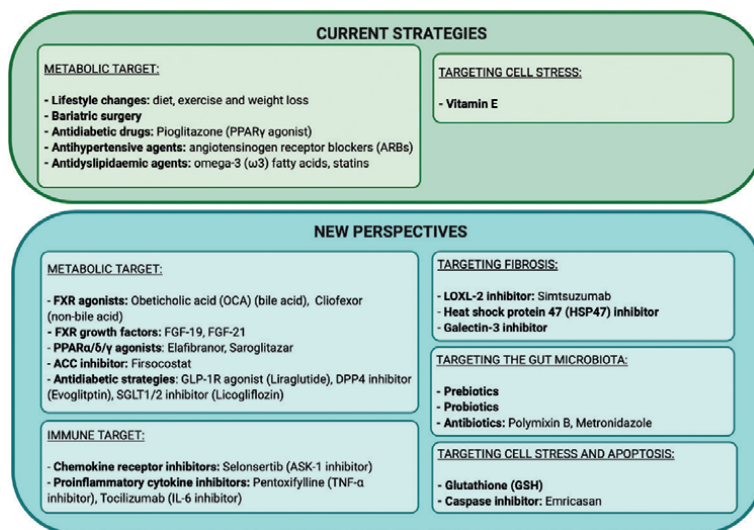 CURRENT STRATEGIES
METABOLIC TARGET:
- Lifestyle changes: diet, exercise and weight loss
- Bariatric surgery
- Antidiabetic drugs: Pioglitazone (PPARγ agonist)
- Antihypertensive agents: angiotensinogen receptor blockers (ARBs)
- Antidyslipidaemic agents: omega-3 (ω3) fatty acids, statins
TARGETING CELL STRESS:
- Vitamin E
NEW PERSPECTIVES
METABOLIC TARGET:
- FXR agonists: Obeticholic acid (OCA) (bile acid), Cliofexor
(non-bile acid)
- FXR growth factors: FGF-19, FGF-21
- PPARα/δ/γ agonists: Elafibranor, Saroglitazar
- ACC inhibitor: Firsocostat
- Antidiabetic strategies: GLP-1R agonist (Liraglutide), DPP4 inhibitor
(Evoglitptin), SGLT1/2 inhibitor (Licogliflozin)
IMMUNE TARGET:
- Chemokine receptor inhibitors: Selonsertib (ASK-1 inhibitor)
- Proinflammatory cytokine inhibitors: Pentoxifylline (TNF-α
inhibitor), Tocilizumab (IL-6 inhibitor)
TARGETING FIBROSIS:
- LOXL-2 inhibitor: Simtsuzumab
- Heat shock protein 47 (HSP47) inhibitor
- Galectin-3 inhibitor
TARGETING THE GUT MICROBIOTA:
- Prebiotics
- Probiotics
- Antibiotics: Polymixin B, Metronidazole
TARGETING CELL STRESS AND APOPTOSIS:
- Glutathione (GSH)
- Caspase inhibitor: Emricasan